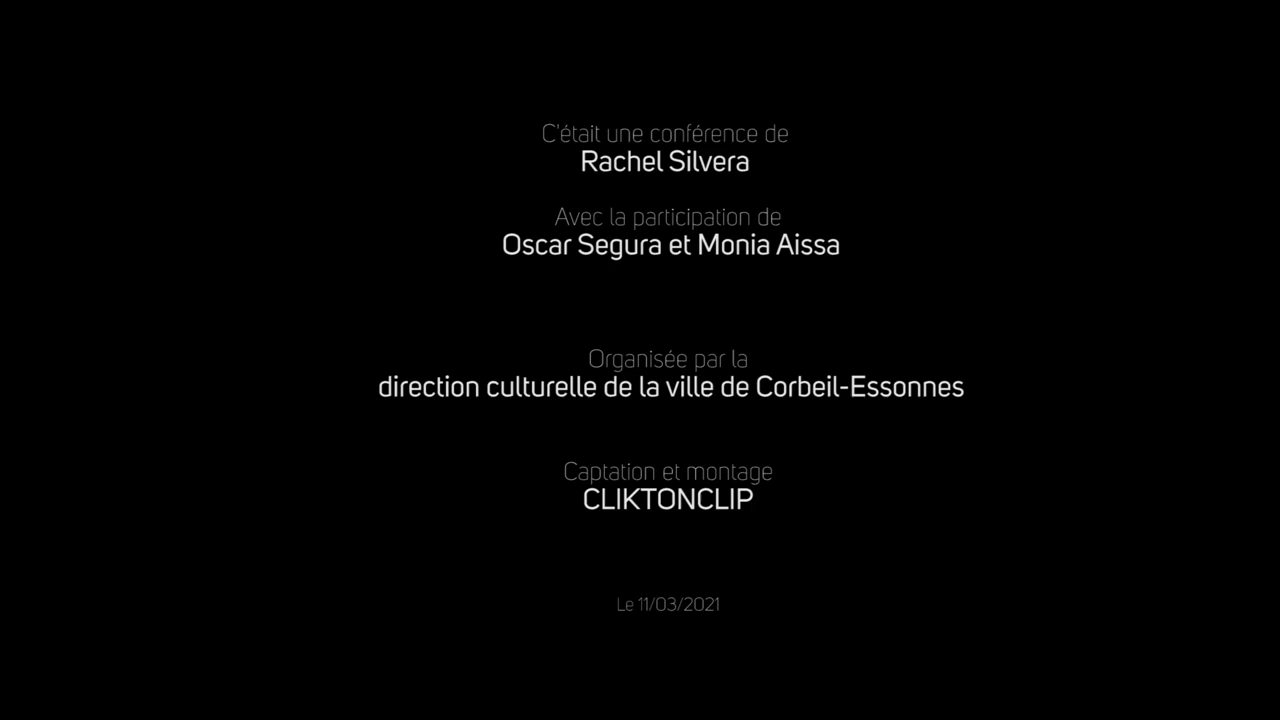 C'était une conférence de
Rachel Silvera
Avec la participation de
Oscar Segura et Monia Aissa
Organisée par la
direction culturelle de la ville de Corbeil-Essonnes
Captation et montage
CLIKTONCLIP
Le 11/03/2021